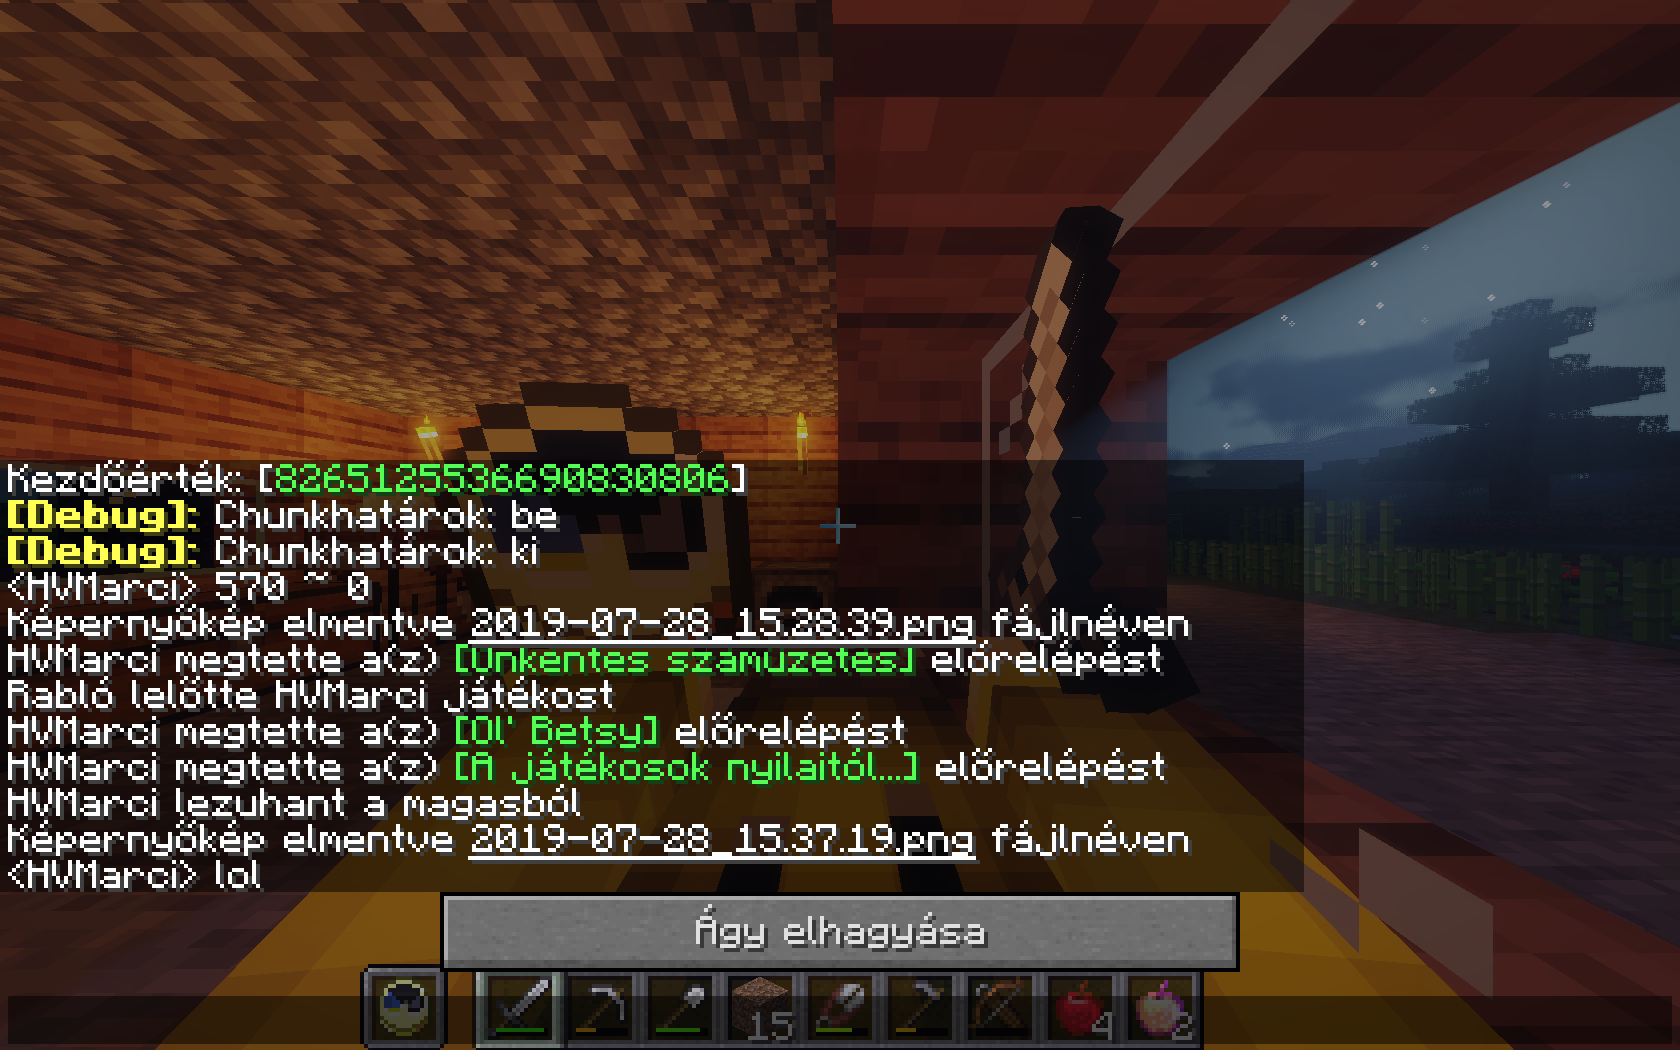 Kezdőérték: [8265125536690830806]
[Debug]: Chunkhatárok: be
[Debug]: Chunkhatárok: ki
<HVMarci> 570 ~ 0
Képernyőkép elmentve 2019-07-28_15.28.39.png fájlnéven
HVMarci megtette a(z) [Önkéntes száműzetés] előrelépést
Rabló lelőtte HVMarci játékost
HVMarci megtette a(z) [Ol' Betsy] előrelépést
HVMarci megtette a(z) [A játékosok nyilaitól...] előrelépést
HVMarci lezuhant a magasból
Képernyőkép elmentve 2019-07-28_15.37.19.png fájlnéven
<HVMarci> lol
Ágy elhagyása
15
4
2